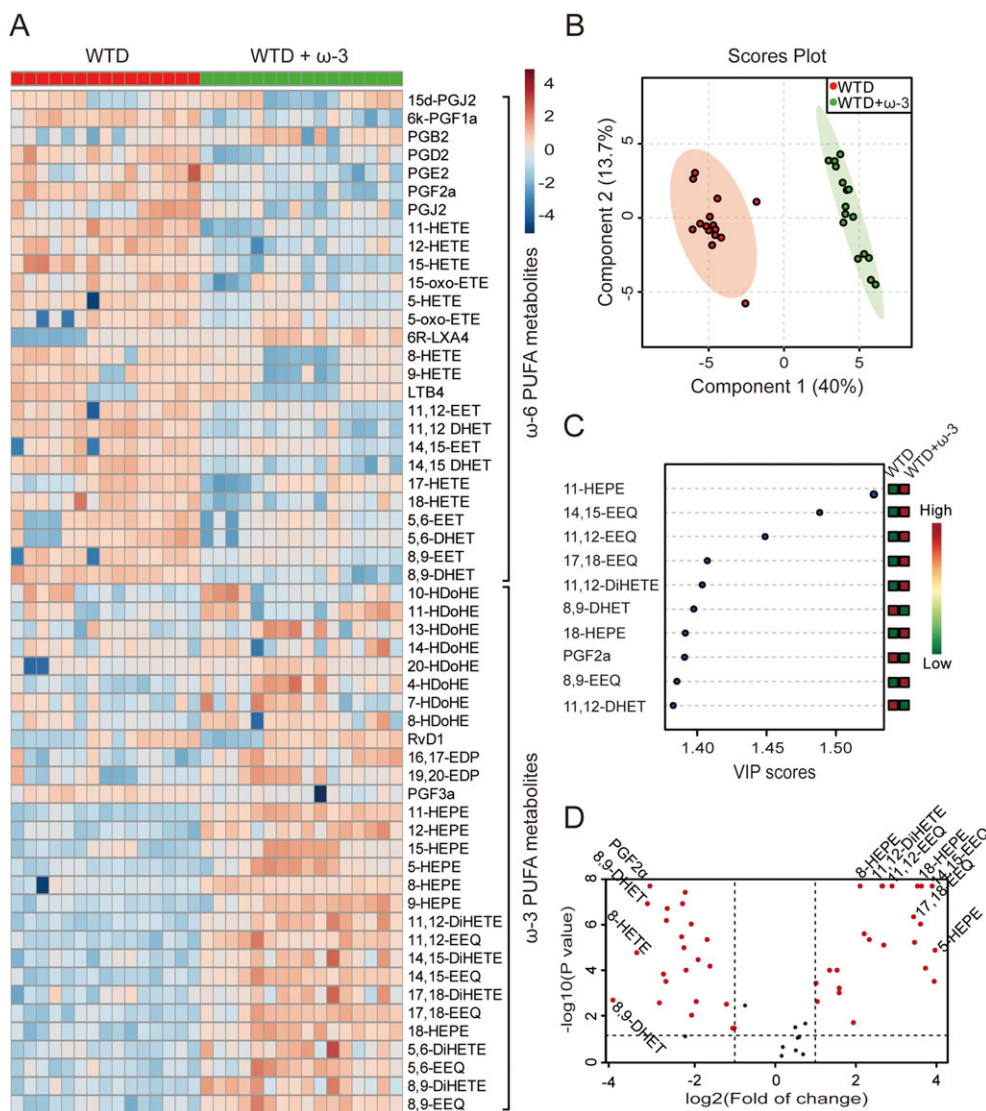 A
WTD
WTD + ω-3
15d-PGJ2
6k-PGF1a
PGB2
PGD2
PGE2
PGF2a
PGJ2
11-HETE
12-HETE
15-HETE
15-oxo-ETE
5-HETE
5-oxo-ETE
6R-LXA4
8-HETE
9-HETE
LTB4
11,12-EET
11,12 DHET
14,15-EET
14,15 DHET
17-HETE
18-HETE
5,6-EET
5,6-DHET
8,9-EET
8,9-DHET
10-HDoHE
11-HDoHE
13-HDoHE
14-HDoHE
20-HDoHE
4-HDoHE
7-HDoHE
8-HDoHE
RvD1
16,17-EDP
19,20-EDP
PGF3a
11-HEPE
12-HEPE
15-HEPE
5-HEPE
8-HEPE
9-HEPE
11,12-DiHETE
11,12-EEQ
14,15-DiHETE
14,15-EEQ
17,18-DiHETE
17,18-EEQ
18-HEPE
5,6-DiHETE
5,6-EEQ
8,9-DiHETE
8,9-EEQ
4
2
0
-2
-4
ω-6 PUFA metabolites
ω-3 PUFA metabolites
B
Scores Plot
WTD
WTD+ω-3
Component 2 (13.7%)
5
0
-5
-5
0
5
Component 1 (40%)
C
WTD
WTD+ω-3
11-HEPE
14,15-EEQ
11,12-EEQ
17,18-EEQ
11,12-DiHETE
8,9-DHET
18-HEPE
PGF2a
8,9-EEQ
11,12-DHET
High
Low
1.40
1.45
1.50
VIP scores
D
PGF2α
8,9-DHET
8-HETE
8,9-DHET
8-HEPE
11,12-DiHETE
11,12-EEQ
18-HEPE
14,15-EEQ
17,18-EEQ
5-HEPE
-log10(P value)
8
6
4
2
0
-4
-2
0
2
4
log2(Fold of change)